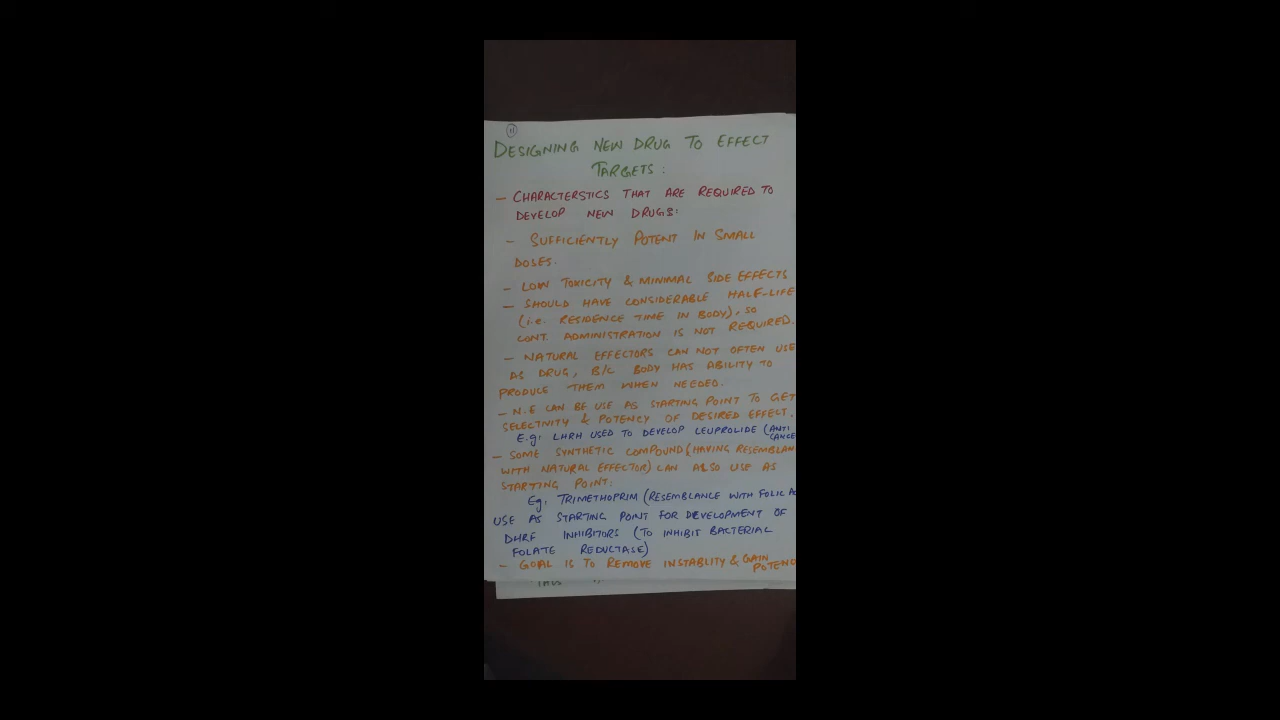 11
DESIGNING NEW DRUG TO EFFECT
TARGETS :
- CHARACTERSTICS THAT ARE REQUIRED TO
DEVELOP NEW DRUGS:
- SUFFICIENTLY POTENT IN SMALL
DOSES.
- LOW TOXICITY & MINIMAL SIDE EFFECTS
- SHOULD HAVE CONSIDERABLE HALF-LIFE
(i.e. RESIDENCE TIME IN BODY), SO
CONT. ADMINISTRATION IS NOT REQUIRED.
- NATURAL EFFECTORS CAN NOT OFTEN USE
AS DRUG, B/C BODY HAS ABILITY TO
PRODUCE THEM WHEN NEEDED.
- N.E CAN BE USE AS STARTING POINT TO GET
SELECTIVITY & POTENCY OF DESIRED EFFECT.
E.g: LHRH USED TO DEVELOP LEUPROLIDE (ANTI
CANCE
- SOME SYNTHETIC COMPOUND (HAVING RESEMBLAN
WITH NATURAL EFFECTOR) CAN ALSO USE AS
STARTING POINT:
Eg: TRIMETHOPRIM (RESEMBLANCE WITH FOLIC A
USE AS STARTING POINT FOR DEVELOPMENT OF
DHRF INHIBITORS (TO INHIBIT BACTERIAL
FOLATE REDUCTASE)
- GOAL IS TO REMOVE INSTABLITY & GAIN
POTENC